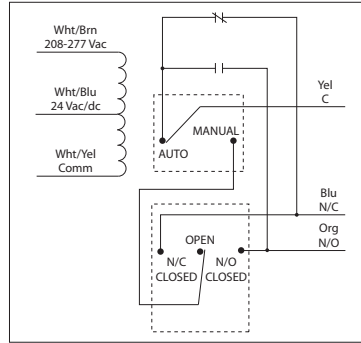 Wht/Brn
208-277 Vac
Wht/Blu
24 Vac/dc
Wht/Yel
Comm
Yel
C
MANUAL
AUTO
Blu
N/C
Org
N/O
OPEN
N/C
CLOSED
N/O
CLOSED